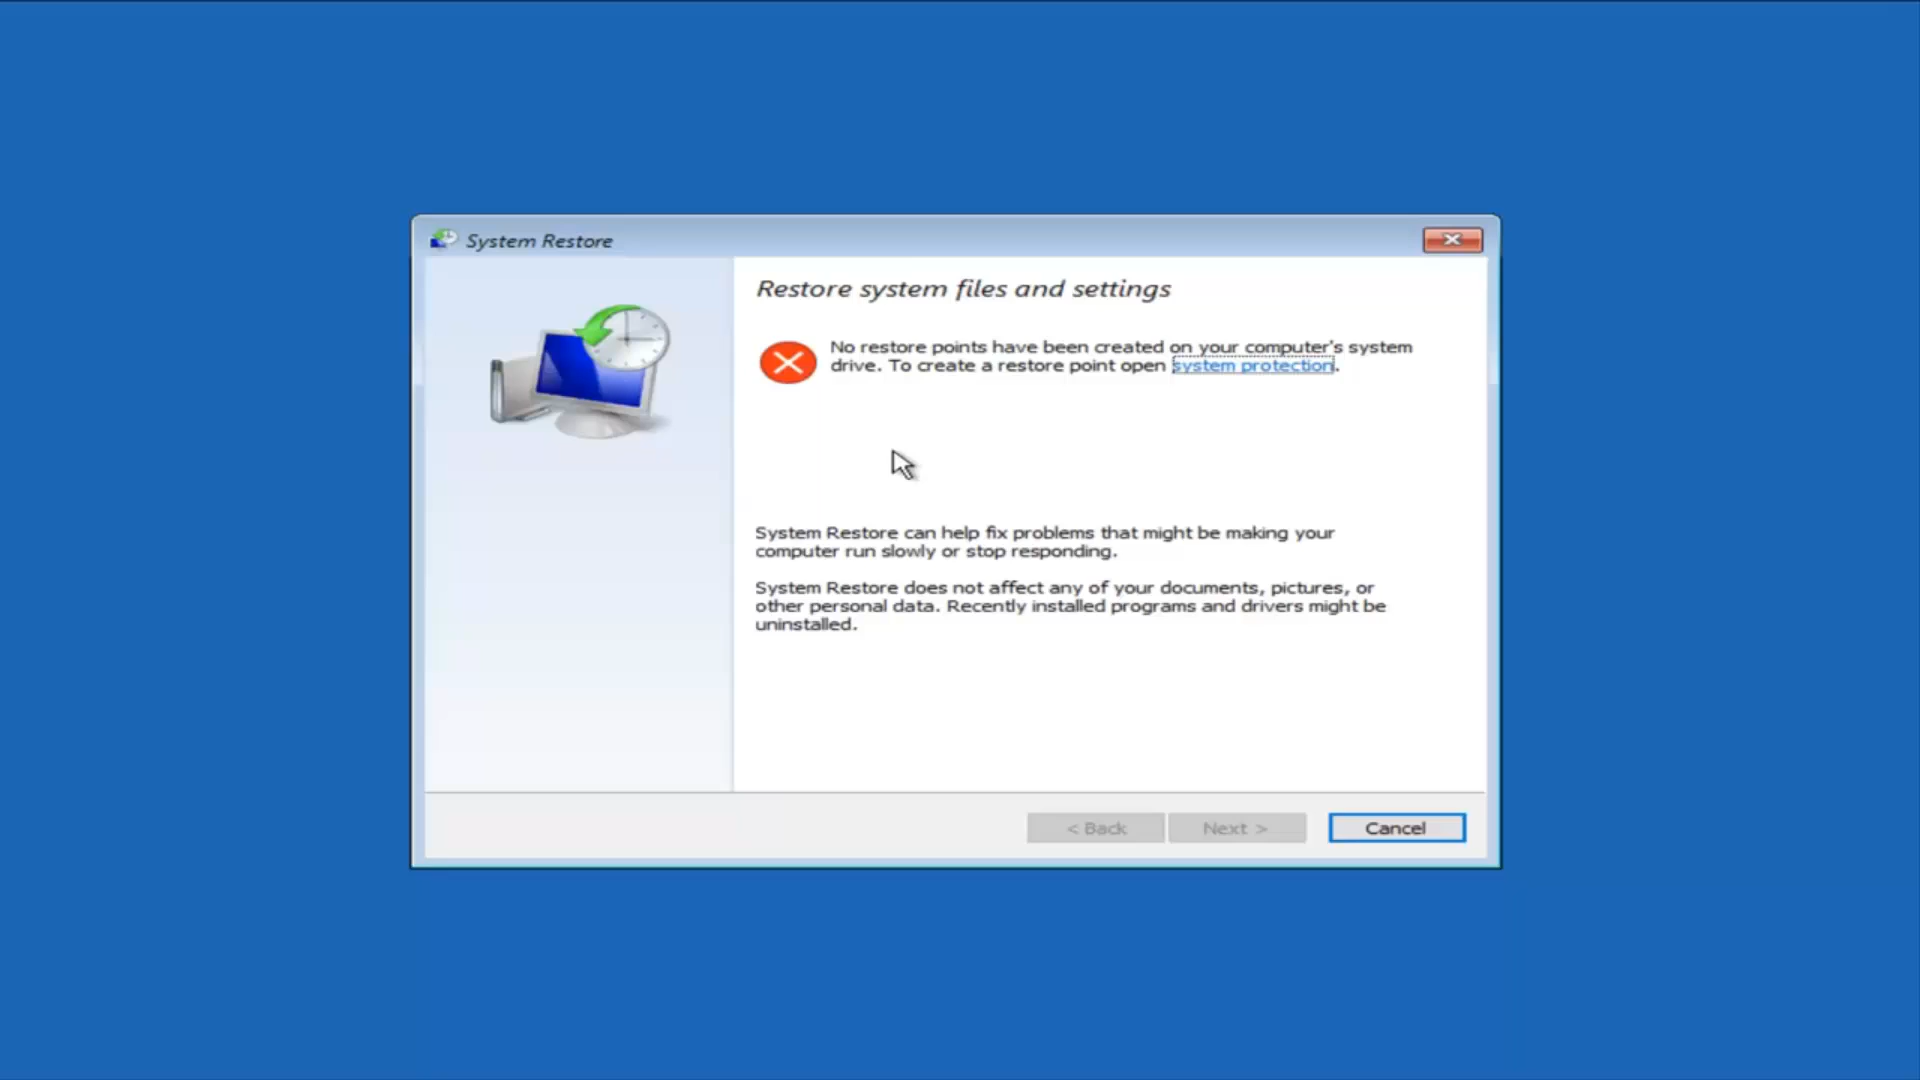 System Restore
Restore system files and settings
No restore points have been created on your computer's system
drive. To create a restore point open system protection.
System Restore can help fix problems that might be making your
computer run slowly or stop responding.
System Restore does not affect any of your documents, pictures, or
other personal data. Recently installed programs and drivers might be
uninstalled.
< Back
Next >
Cancel